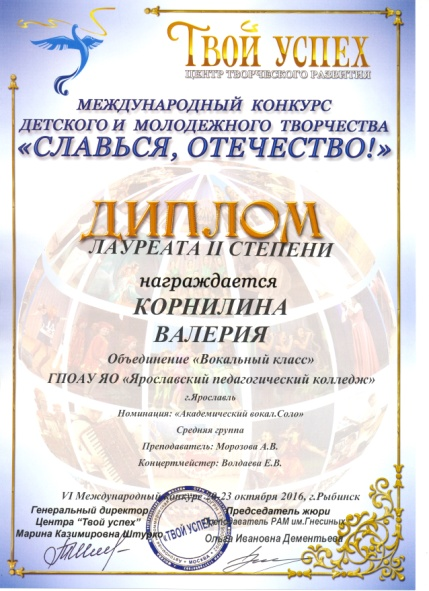 Твой успех
ЦЕНТР ТВОРЧЕСКОГО РАЗВИТИЯ
МЕЖДУНАРОДНЫЙ КОНКУРС
ДЕТСКОГО И МОЛОДЕЖНОГО ТВОРЧЕСТВА
«СЛАВЬСЯ, ОТЕЧЕСТВО!»
ДИПЛОМ
ЛАУРЕАТА II СТЕПЕНИ
награждается
КОРНИЛИНА
ВАЛЕРИЯ
Объединение «Вокальный класс»
ГПОАУ ЯО «Ярославский педагогический колледж»
г.Ярославль
Номинация: «Академический вокал.Соло»
Средняя группа
Преподаватель: Морозова А.В.
Концертмейстер: Волдаева Е.В.
VI Международный конкурс 20-23 октября 2016, г.Рыбинск
Генеральный директор
Центра “Твой успех”
Марина Казимировна Штурко
ТВОЙ УСПЕХ
МОСКВА
Председатель жюри
Преподаватель РАМ им.Гнесиных
Ольга Ивановна Дементьева